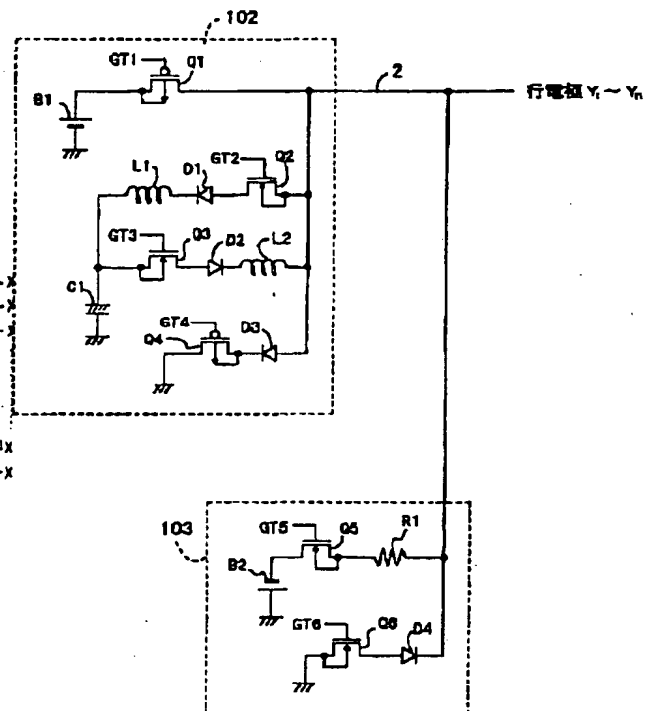 102
GT1
Q1
B1
2
行電極 Y₁ ~ Yn
L1
D1
GT2
Q2
GT3
Q3
D2
L2
C1
GT4
Q4
D3
X
X
X
X
103
GT5
Q5
R1
B2
GT6
Q6
D4